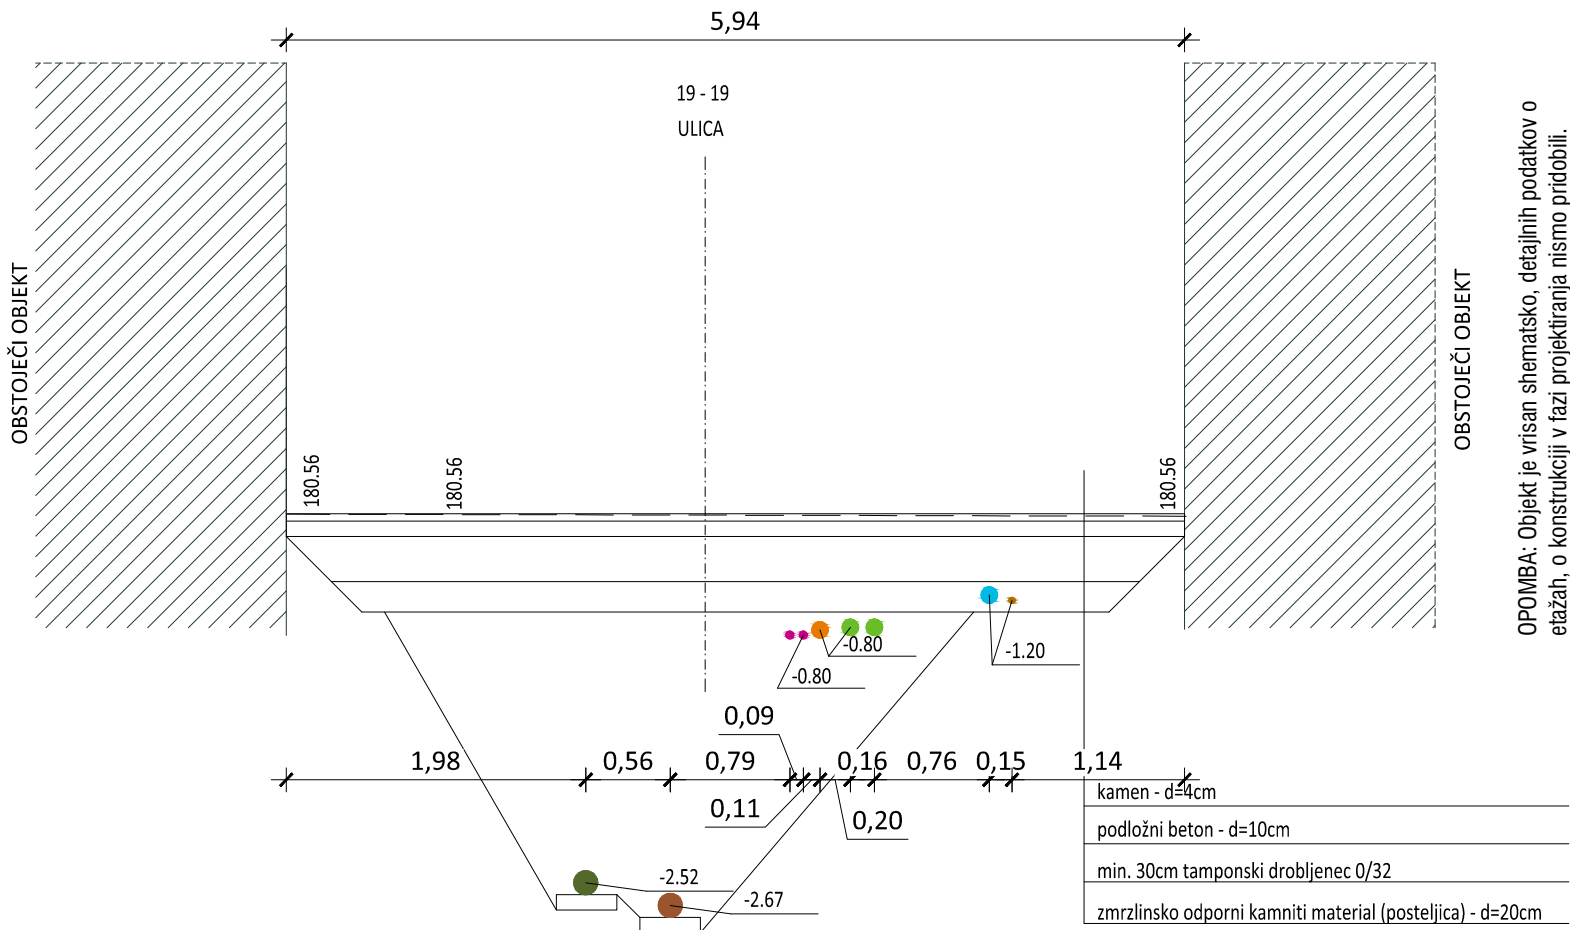 5,94
19 - 19
ULICA
OBSTOJEČI OBJEKT
OBSTOJEČI OBJEKT
OPOMBA: Objekt je vrisan shematsko, detajlnih podatkov o
etažah, o konstrukciji v fazi projektiranja nismo pridobili.
180.56
180.56
180.56
-0.80
-0.80
-1.20
0,09
1,98
0,56
0,79
0,16
0,76
0,15
1,14
0,11
0,20
kamen - d=4cm
podložni beton - d=10cm
min. 30cm tamponski drobljenec 0/32
zmrzlinsko odporni kamniti material (posteljica) - d=20cm
-2.52
-2.67